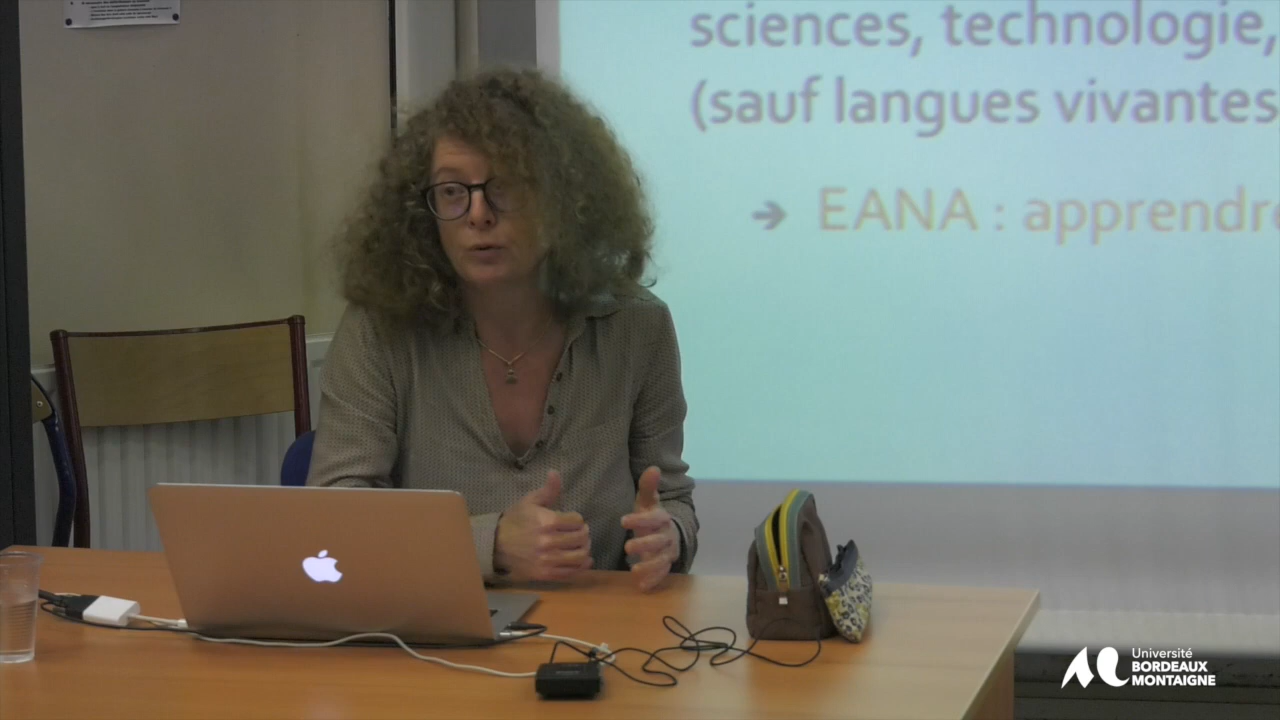 sciences, technologie,
(sauf langues vivantes
➔ EANA : apprendre
Université
BORDEAUX
MONTAIGNE